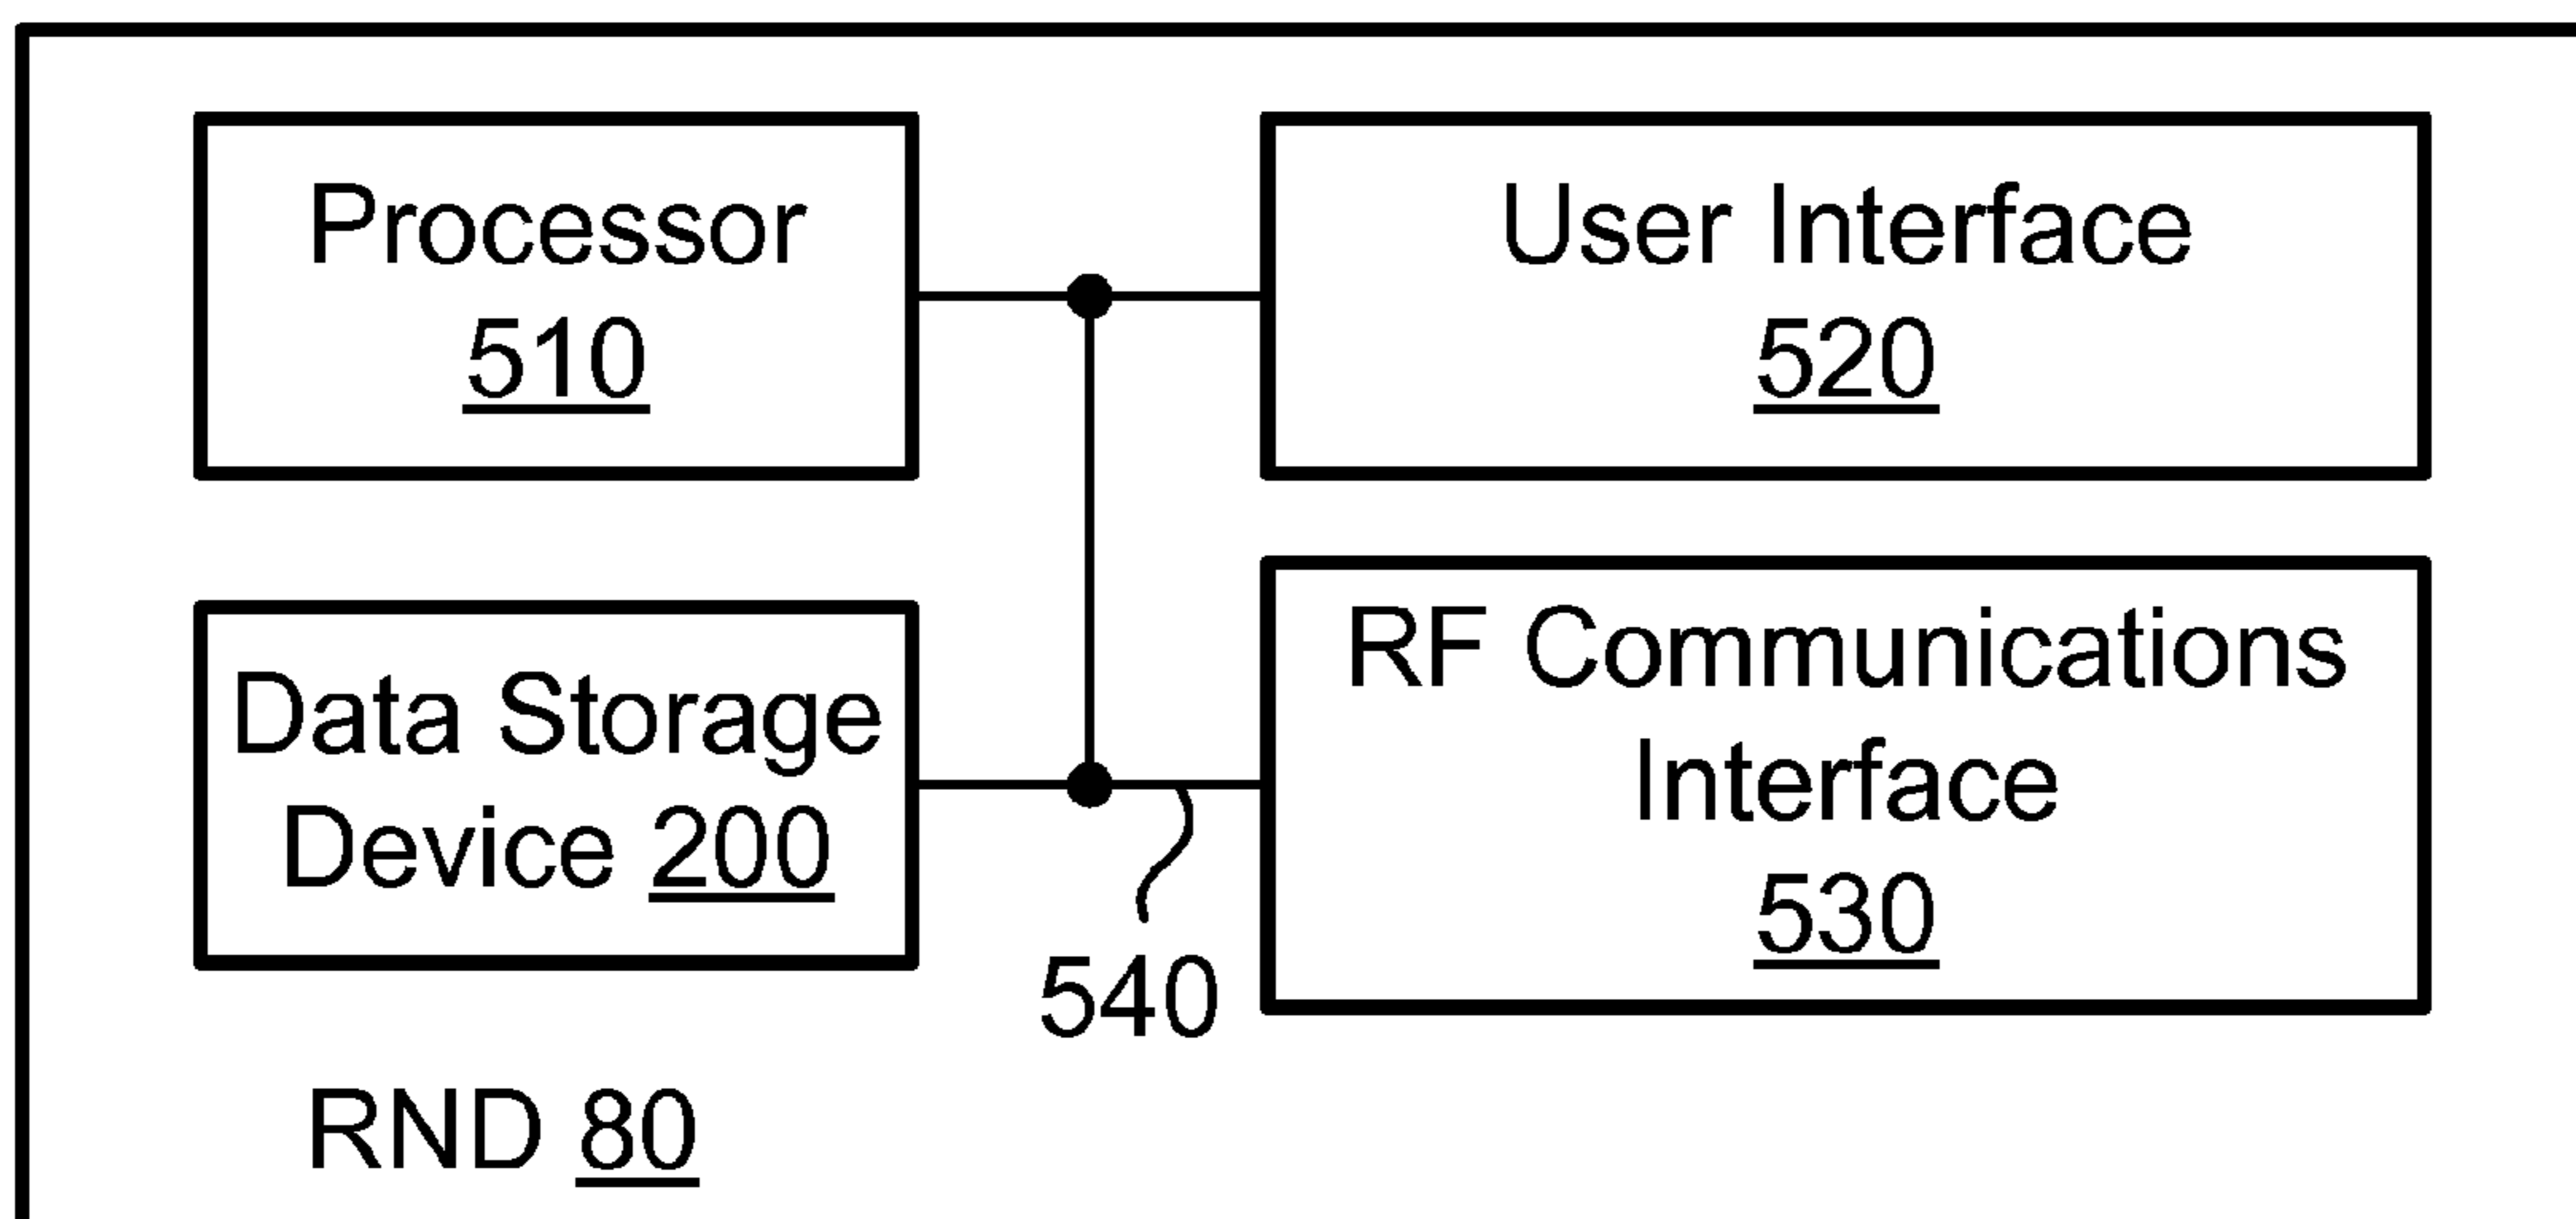 Processor
510
User Interface
520
Data Storage
Device 200
RF Communications
Interface
530
540
RND 80